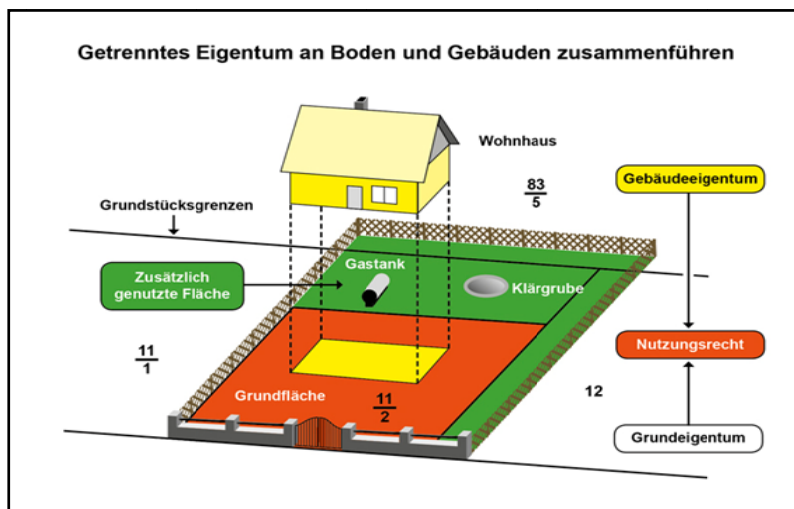 Getrenntes Eigentum an Boden und Gebäuden zusammenführen
Wohnhaus
83
5
Gebäudeeigentum
Grundstücksgrenzen
Gastank
Zusätzlich
genutzte Fläche
Klärgrube
Nutzungsrecht
11
1
Grundfläche
11
2
12
Grundeigentum